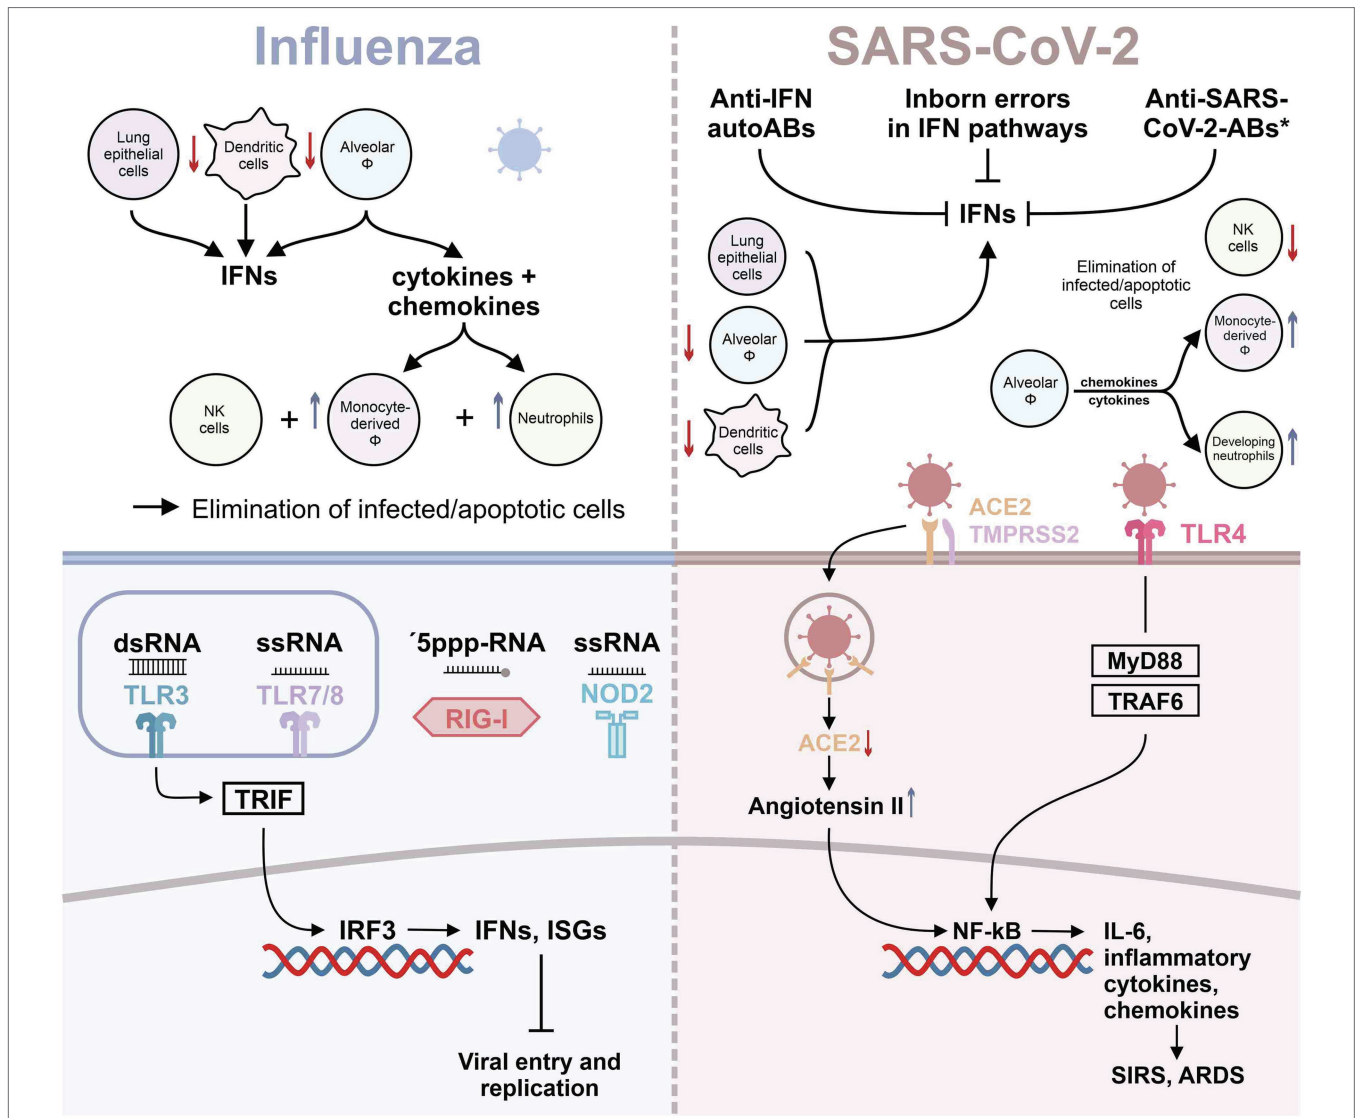 Influenza
Lung
epithelial
cells
Dendritic
cells
Alveolar
Φ
IFNs
cytokines +
chemokines
NK
cells
+
Monocyte-
derived
Φ
+
Neutrophils
Elimination of infected/apoptotic cells
dsRNA
TLR3
ssRNA
TLR7/8
´5ppp-RNA
RIG-I
ssRNA
NOD2
TRIF
IRF3
IFNs, ISGs
Viral entry and
replication
SARS-CoV-2
Anti-IFN
autoABs
Inborn errors
in IFN pathways
Anti-SARS-
CoV-2-ABs*
IFNs
Lung
epithelial
cells
Alveolar
Φ
Dendritic
cells
Elimination of
infected/apoptotic
cells
NK
cells
Monocyte-
derived
Φ
Alveolar
Φ
chemokines
cytokines
Developing
neutrophils
ACE2
TMPRSS2
TLR4
MyD88
TRAF6
ACE2
Angiotensin II
NF-kB
IL-6,
inflammatory
cytokines,
chemokines
SIRS, ARDS